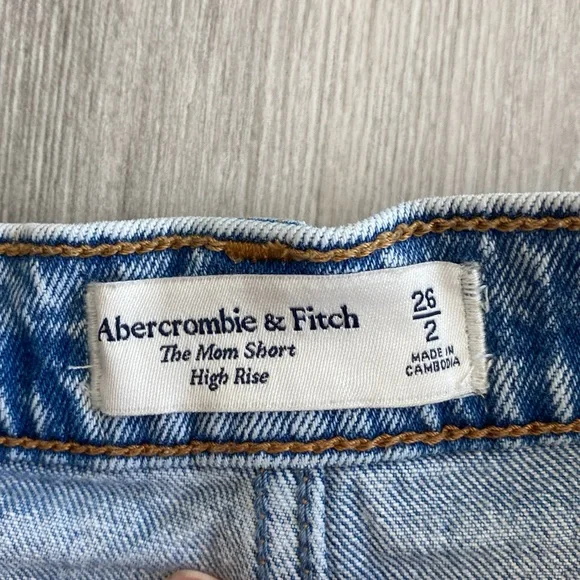 Abercrombie & Fitch
The Mom Short
High Rise
26
2
MADE IN
CAMBODIA